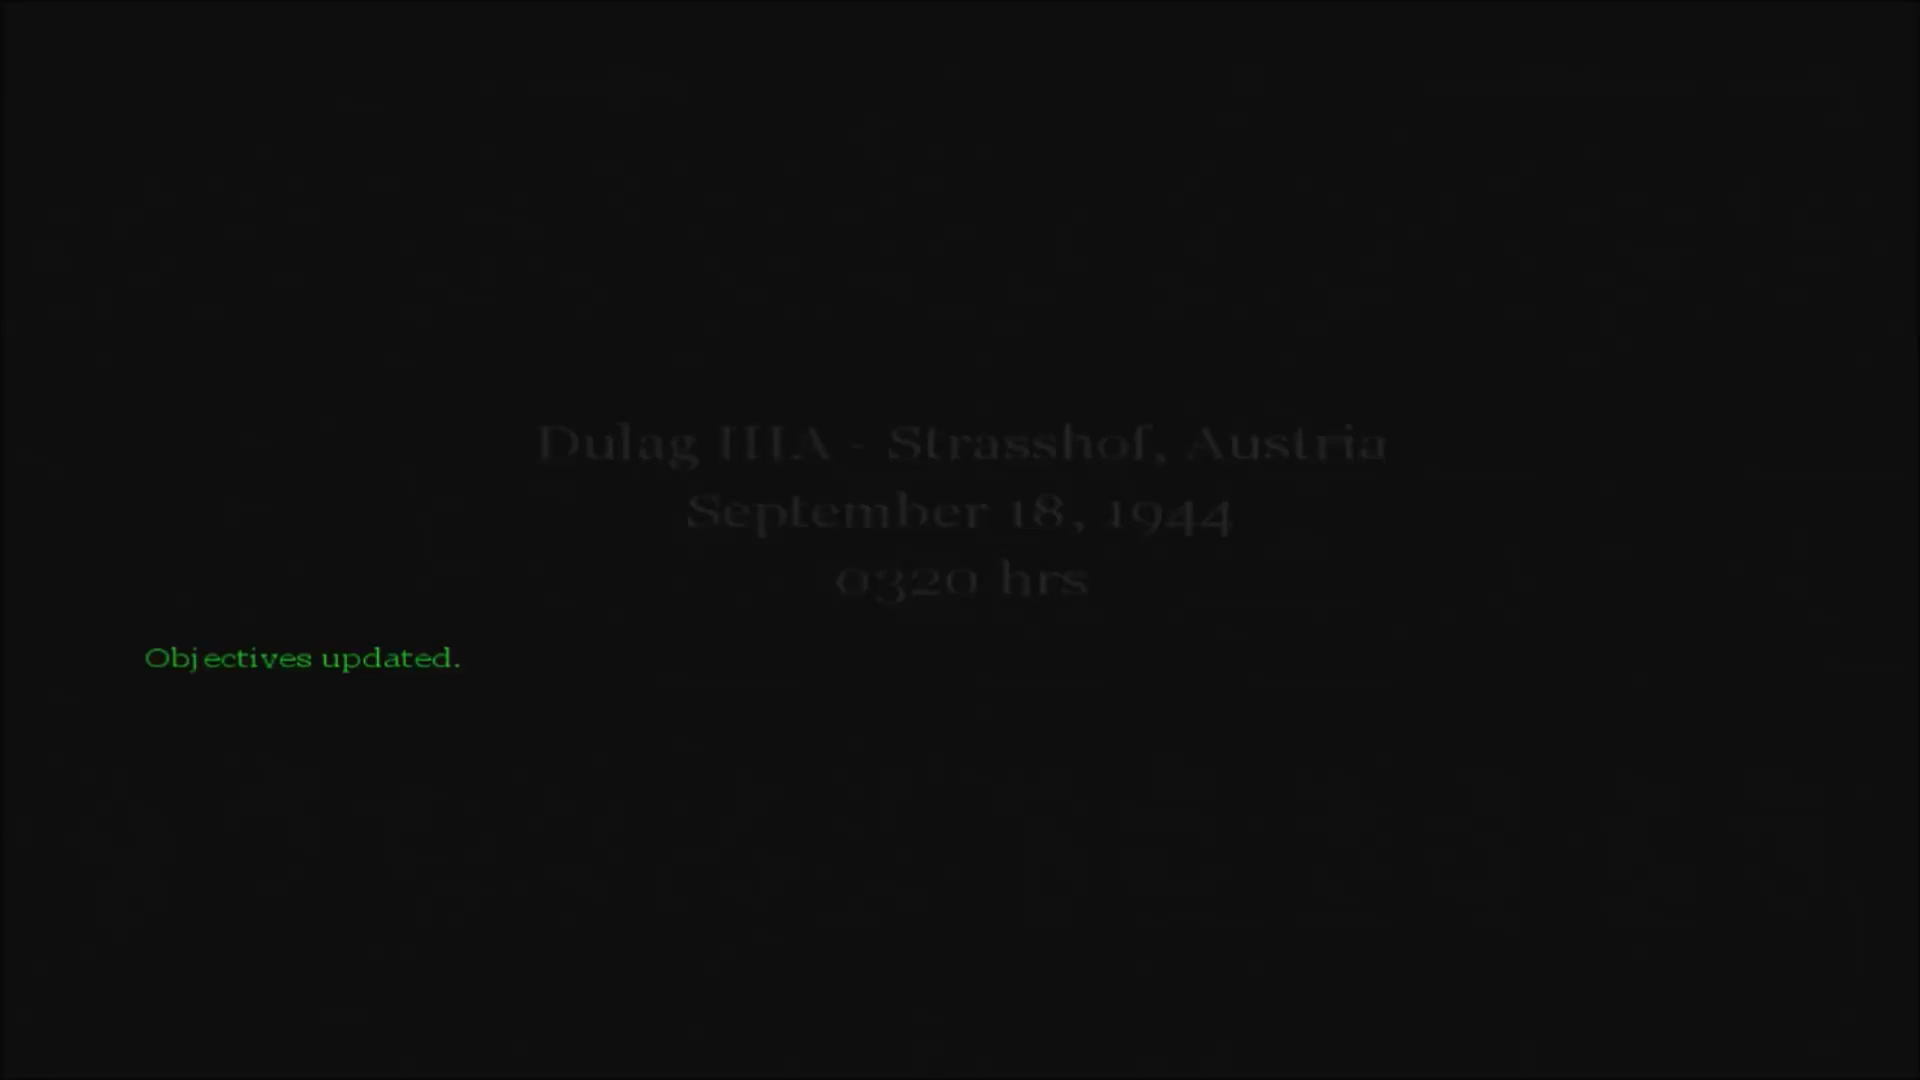 Dulag IIIA - Strasshof, Austria
September 18, 1944
0320 hrs
Objectives updated.